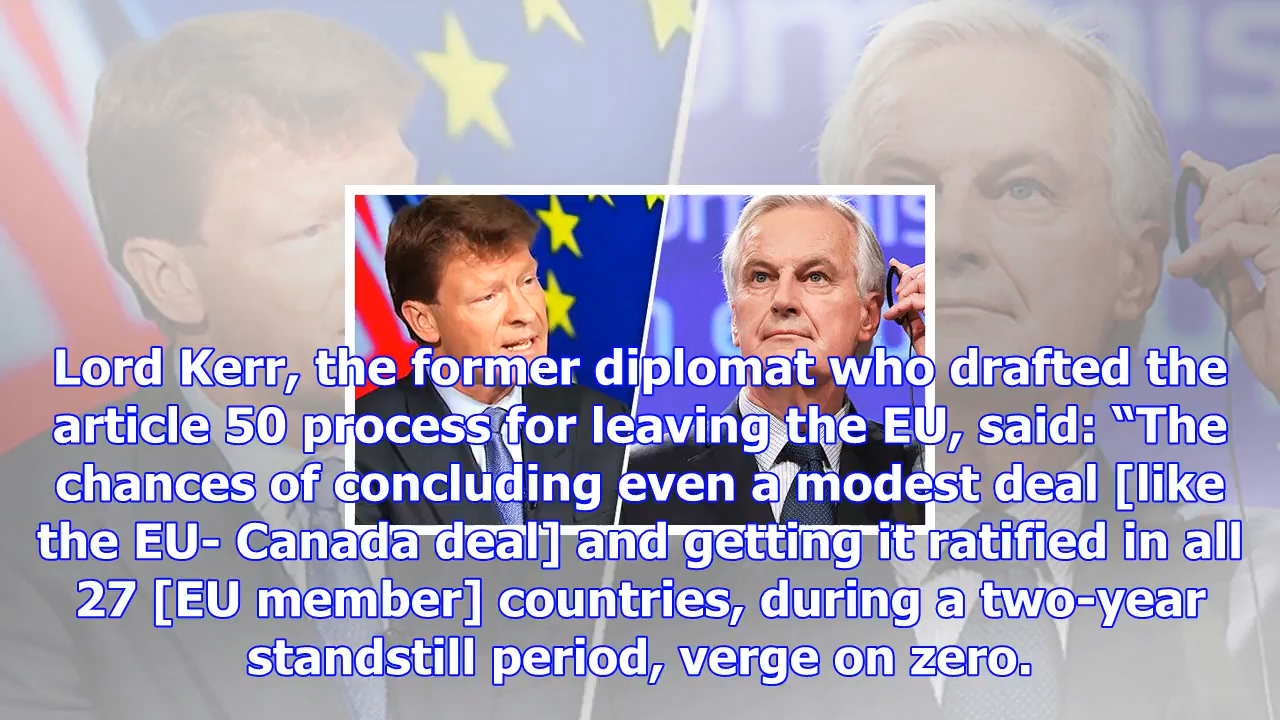 Lord Kerr, the former diplomat who drafted the
article 50 process for leaving the EU, said: “The
chances of concluding even a modest deal [like
the EU- Canada deal] and getting it ratified in all
27 [EU member] countries, during a two-year
standstill period, verge on zero.